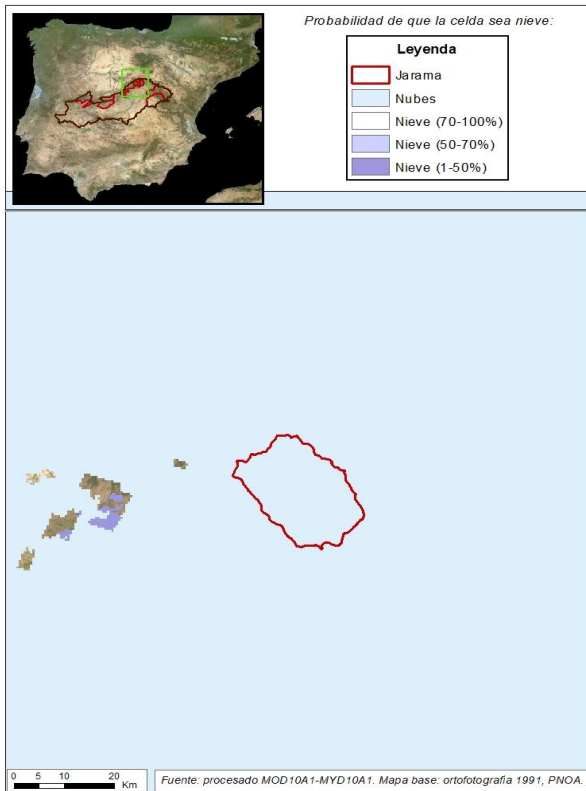 Probabilidad de que la celda sea nieve:
Leyenda
Jarama
Nubes
Nieve (70-100%)
Nieve (50-70%)
Nieve (1-50%)
0 5 10 20
Km
Fuente: procesado MOD10A1-MYD10A1. Mapa base: ortofotografia 1991, PNOA.